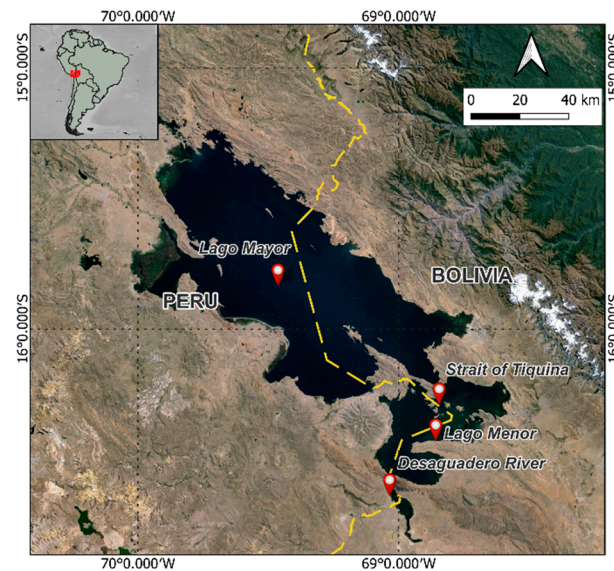 70°0.000'W
69°0.000'W
15°0.000'S
15°0.000'S
0 20 40 km
Lago Mayor
BOLIVIA
PERU
16°0.000'S
16°0.000'S
Strait of Tiquina
Lago Menor
Desaguadero River
70°0.000'W
69°0.000'W